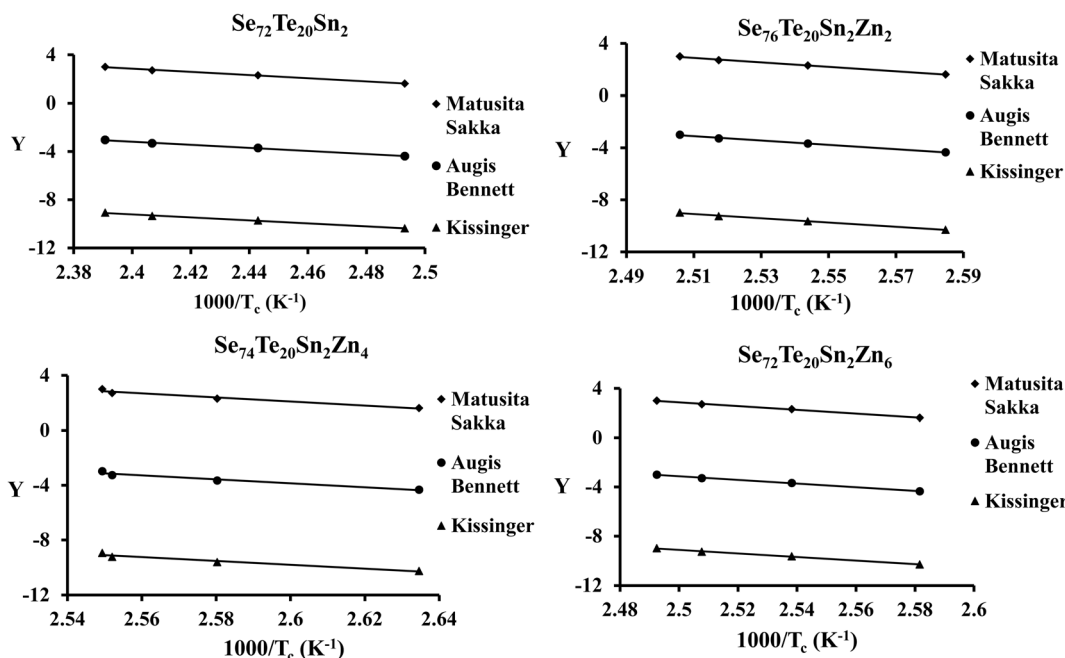 Se₇₂Te₂₀Sn₂
4
0
-4
-8
-12
Y
2.38 2.4 2.42 2.44 2.46 2.48 2.5
1000/T_c (K⁻¹)
Matusita
Sakka
Augis
Bennett
Kissinger
Se₇₆Te₂₀Sn₂Zn₂
4
0
-4
-8
-12
Y
2.49 2.51 2.53 2.55 2.57 2.59
1000/T_c (K⁻¹)
Matusita
Sakka
Augis
Bennett
Kissinger
Se₇₄Te₂₀Sn₂Zn₄
4
0
-4
-8
-12
Y
2.54 2.56 2.58 2.6 2.62 2.64
1000/T_c (K⁻¹)
Matusita
Sakka
Augis
Bennett
Kissinger
Se₇₂Te₂₀Sn₂Zn₆
4
0
-4
-8
-12
Y
2.48 2.5 2.52 2.54 2.56 2.58 2.6
1000/T_c (K⁻¹)
Matusita
Sakka
Augis
Bennett
Kissinger